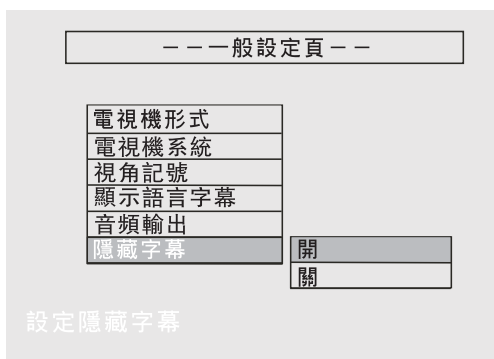 －－一般設定頁－－
電視機形式
電視機系統
視角記號
顯示語言字幕
音頻輸出
隱藏字幕
開
關
設定隱藏字幕